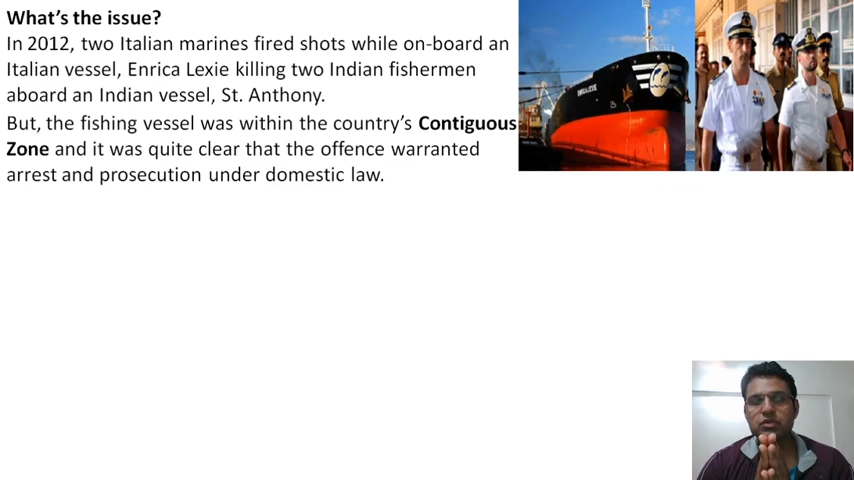 What's the issue?
In 2012, two Italian marines fired shots while on-board an
Italian vessel, Enrica Lexie killing two Indian fishermen
aboard an Indian vessel, St. Anthony.
But, the fishing vessel was within the country's Contiguous
Zone and it was quite clear that the offence warranted
arrest and prosecution under domestic law.
ENRICA LEXIE